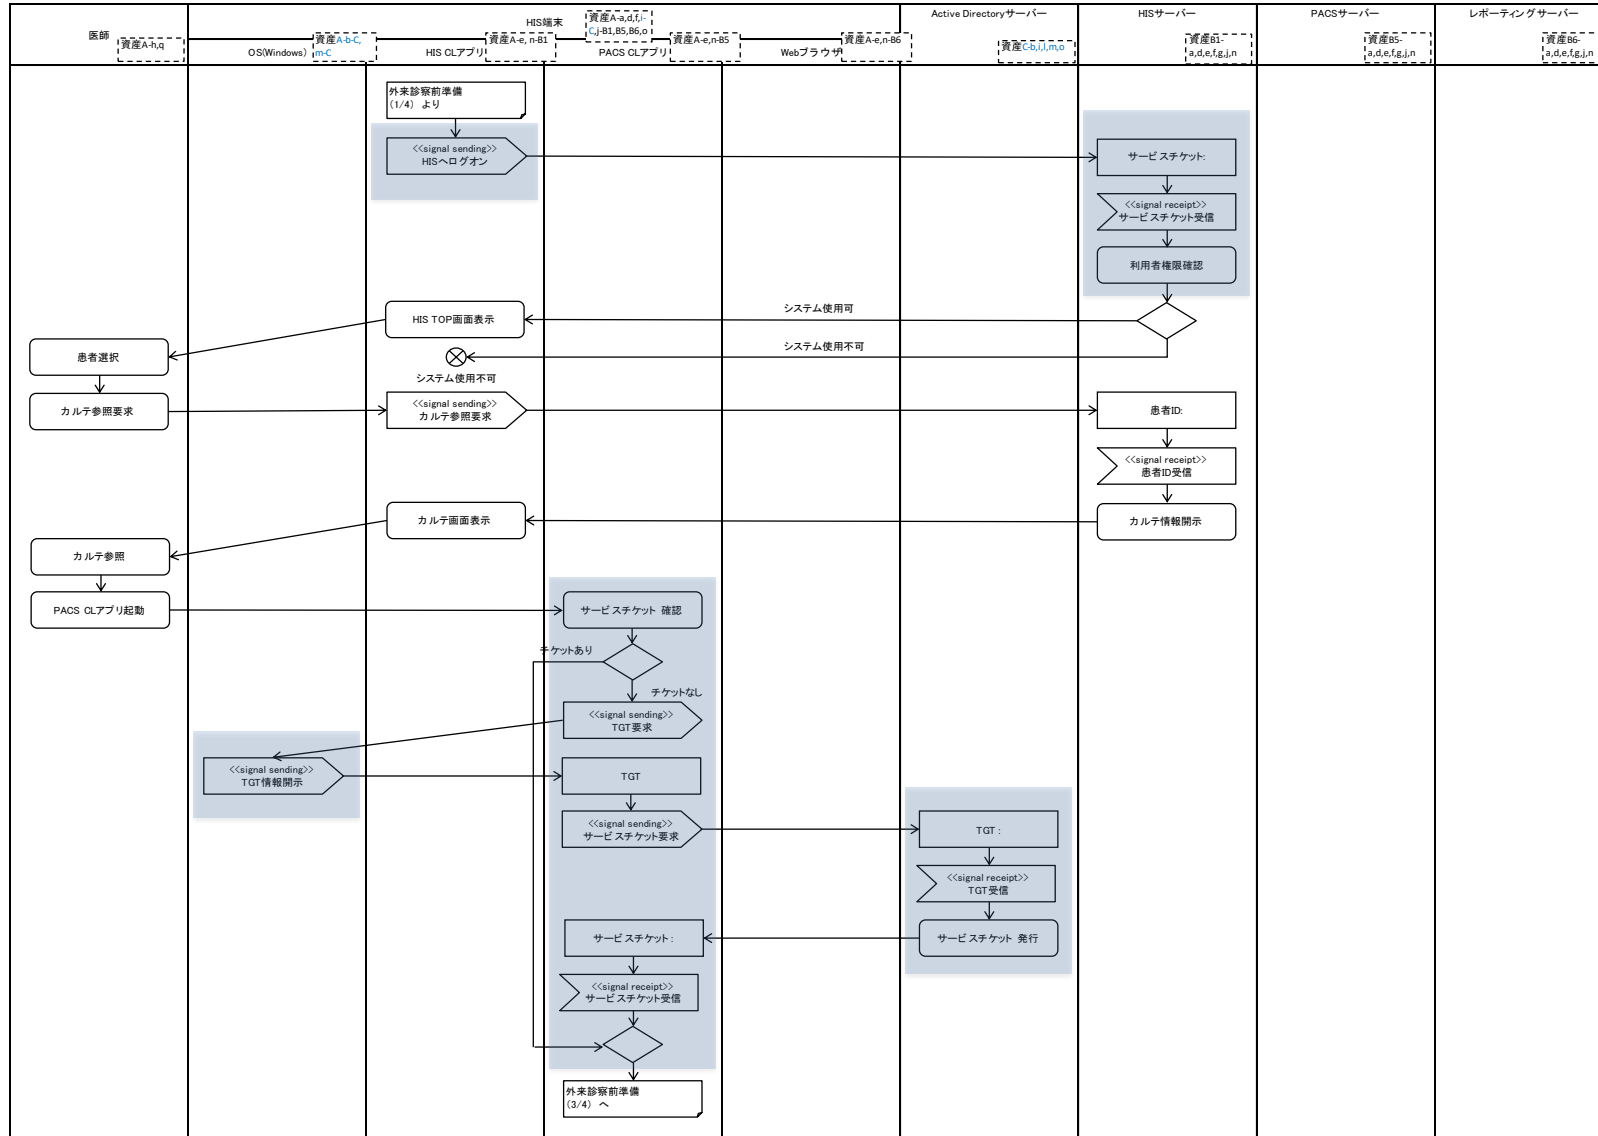 医師
資産A-h,q
HIS端末
資産A-a,d,f,i-
C,j-B1,B5,B6,o
OS(Windows)
資産A-b-C,
m-C
HIS CLアプリ
資産A-e, n-B1
PACS CLアプリ
資産A-e,n-B5
Webブラウザ
資産A-e,n-B6
Active Directoryサーバー
資産C-b,i,l,m,o
HISサーバー
資産B1-
a,d,e,f,g,j,n
PACSサーバー
資産B5-
a,d,e,f,g,j,n
レポーティングサーバー
資産B6-
a,d,e,f,g,j,n
外来診察前準備
(1/4) より
<<signal sending>>
HISへログオン
サービスチケット:
<<signal receipt>>
サービスチケット受信
利用者権限確認
システム使用可
HIS TOP画面表示
システム使用不可
患者選択
システム使用不可
カルテ参照要求
<<signal sending>>
カルテ参照要求
患者ID:
<<signal receipt>>
患者ID受信
カルテ情報開示
カルテ画面表示
カルテ参照
PACS CLアプリ起動
サービスチケット 確認
チケットあり
チケットなし
<<signal sending>>
TGT要求
<<signal sending>>
TGT情報開示
TGT
<<signal sending>>
サービスチケット要求
TGT :
<<signal receipt>>
TGT受信
サービスチケット 発行
サービスチケット :
<<signal receipt>>
サービスチケット受信
外来診察前準備
(3/4) へ